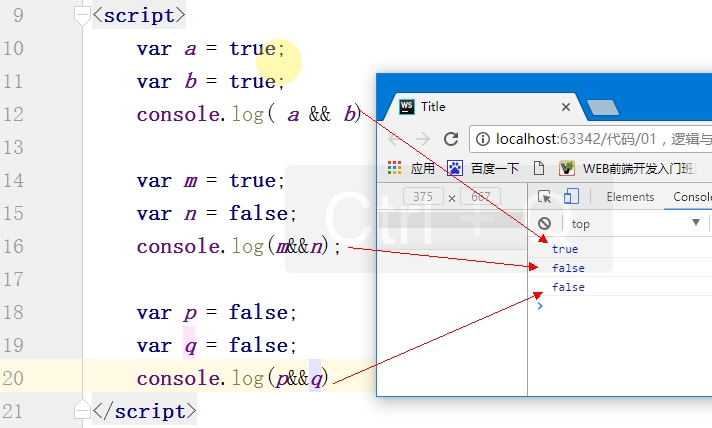 9 <script>
10 var a = true;
11 var b = true;
12 console.log( a && b)
13
14 var m = true;
15 var n = false;
16 console.log(m&&n);
17
18 var p = false;
19 var q = false;
20 console.log(p&&q)
21 </script>
WS Title
localhost:63342/代码/01，逻辑与
应用 百度一下 WEB前端开发入门班
375 × 667 Elements Conso
top
true
false
false
Ctrl +